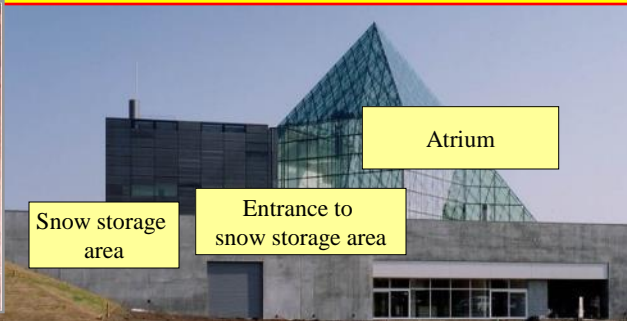 Atrium
Snow storage
area
Entrance to
snow storage area